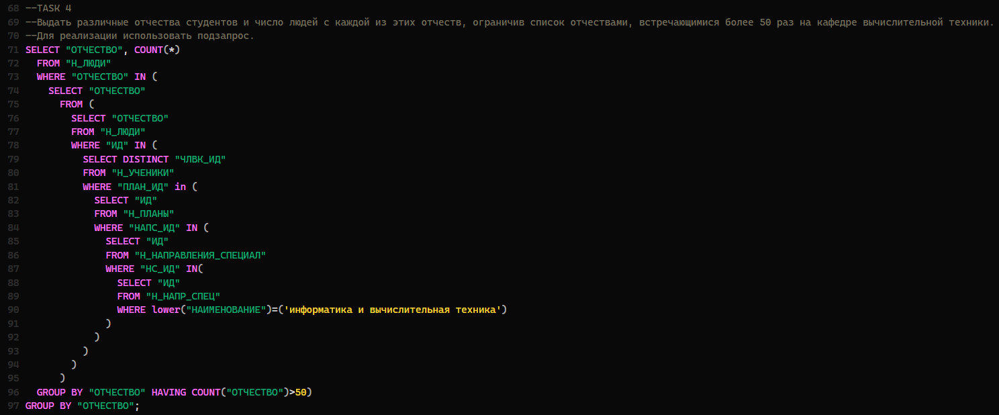 68 --TASK 4
69 --Выдать различные отчества студентов и число людей с каждой из этих отчеств, ограничив список отчествами, встречающимися более 50 раз на кафедре вычислительной техники.
70 --Для реализации использовать подзапрос.
71 SELECT "ОТЧЕСТВО", COUNT(*)
72 FROM "Н_ЛЮДИ"
73 WHERE "ОТЧЕСТВО" IN (
74 SELECT "ОТЧЕСТВО"
75 FROM (
76 SELECT "ОТЧЕСТВО"
77 FROM "Н_ЛЮДИ"
78 WHERE "ИД" IN (
79 SELECT DISTINCT "ЧЛВК_ИД"
80 FROM "Н_УЧЕНИКИ"
81 WHERE "ПЛАН_ИД" in (
82 SELECT "ИД"
83 FROM "Н_ПЛАНЫ"
84 WHERE "НАПС_ИД" IN (
85 SELECT "ИД"
86 FROM "Н_НАПРАВЛЕНИЯ_СПЕЦИАЛ"
87 WHERE "НС_ИД" IN(
88 SELECT "ИД"
89 FROM "Н_НАПР_СПЕЦ"
90 WHERE lower("НАИМЕНОВАНИЕ")=('информатика и вычислительная техника')
91 )
92 )
93 )
94 )
95 )
96 GROUP BY "ОТЧЕСТВО" HAVING COUNT("ОТЧЕСТВО")>50)
97 GROUP BY "ОТЧЕСТВО";